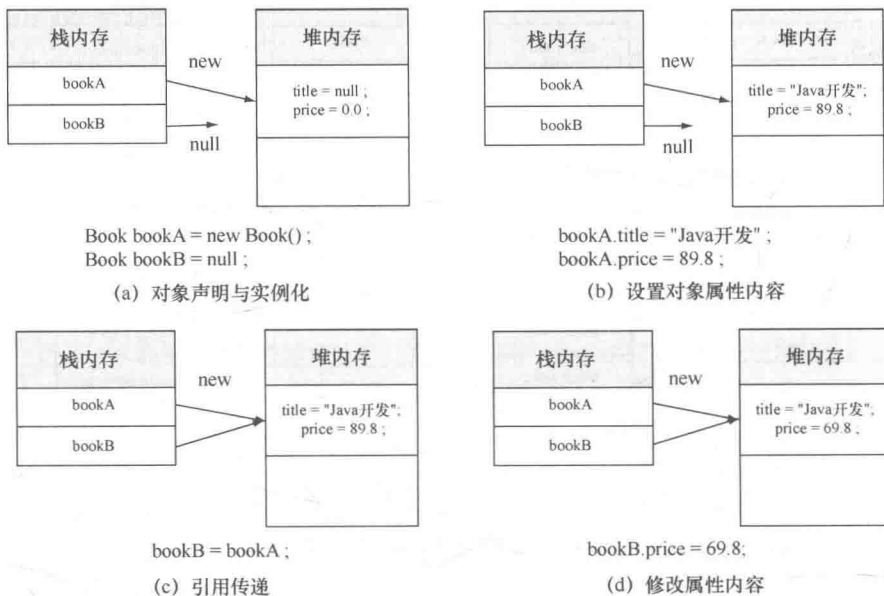 栈内存
new
堆内存
bookA
title = null ;
price = 0.0 ;
bookB
null
Book bookA = new Book() ;
Book bookB = null ;
(a) 对象声明与实例化
栈内存
new
堆内存
bookA
title = "Java开发";
price = 89.8 ;
bookB
null
bookA.title = "Java开发" ;
bookA.price = 89.8 ;
(b) 设置对象属性内容
栈内存
new
堆内存
bookA
title = "Java开发";
price = 89.8 ;
bookB
bookB = bookA ;
(c) 引用传递
栈内存
new
堆内存
bookA
title = "Java开发";
price = 69.8 ;
bookB
bookB.price = 69.8;
(d) 修改属性内容